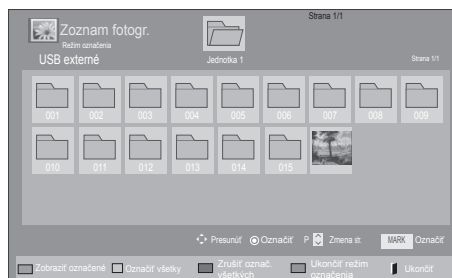 Strana 1/1
Zoznam fotogr.
Režim označenia
USB externé
Jednotka 1
Strana 1/1
001 002 003 004 005 006 007 008 009
010 011 012 013 014 015
Presunúť Označiť P Zmena str. MARK Označiť
Zobraziť označené Označiť všetky Zrušiť označ. všetkých Ukončiť režim označenia Ukončiť